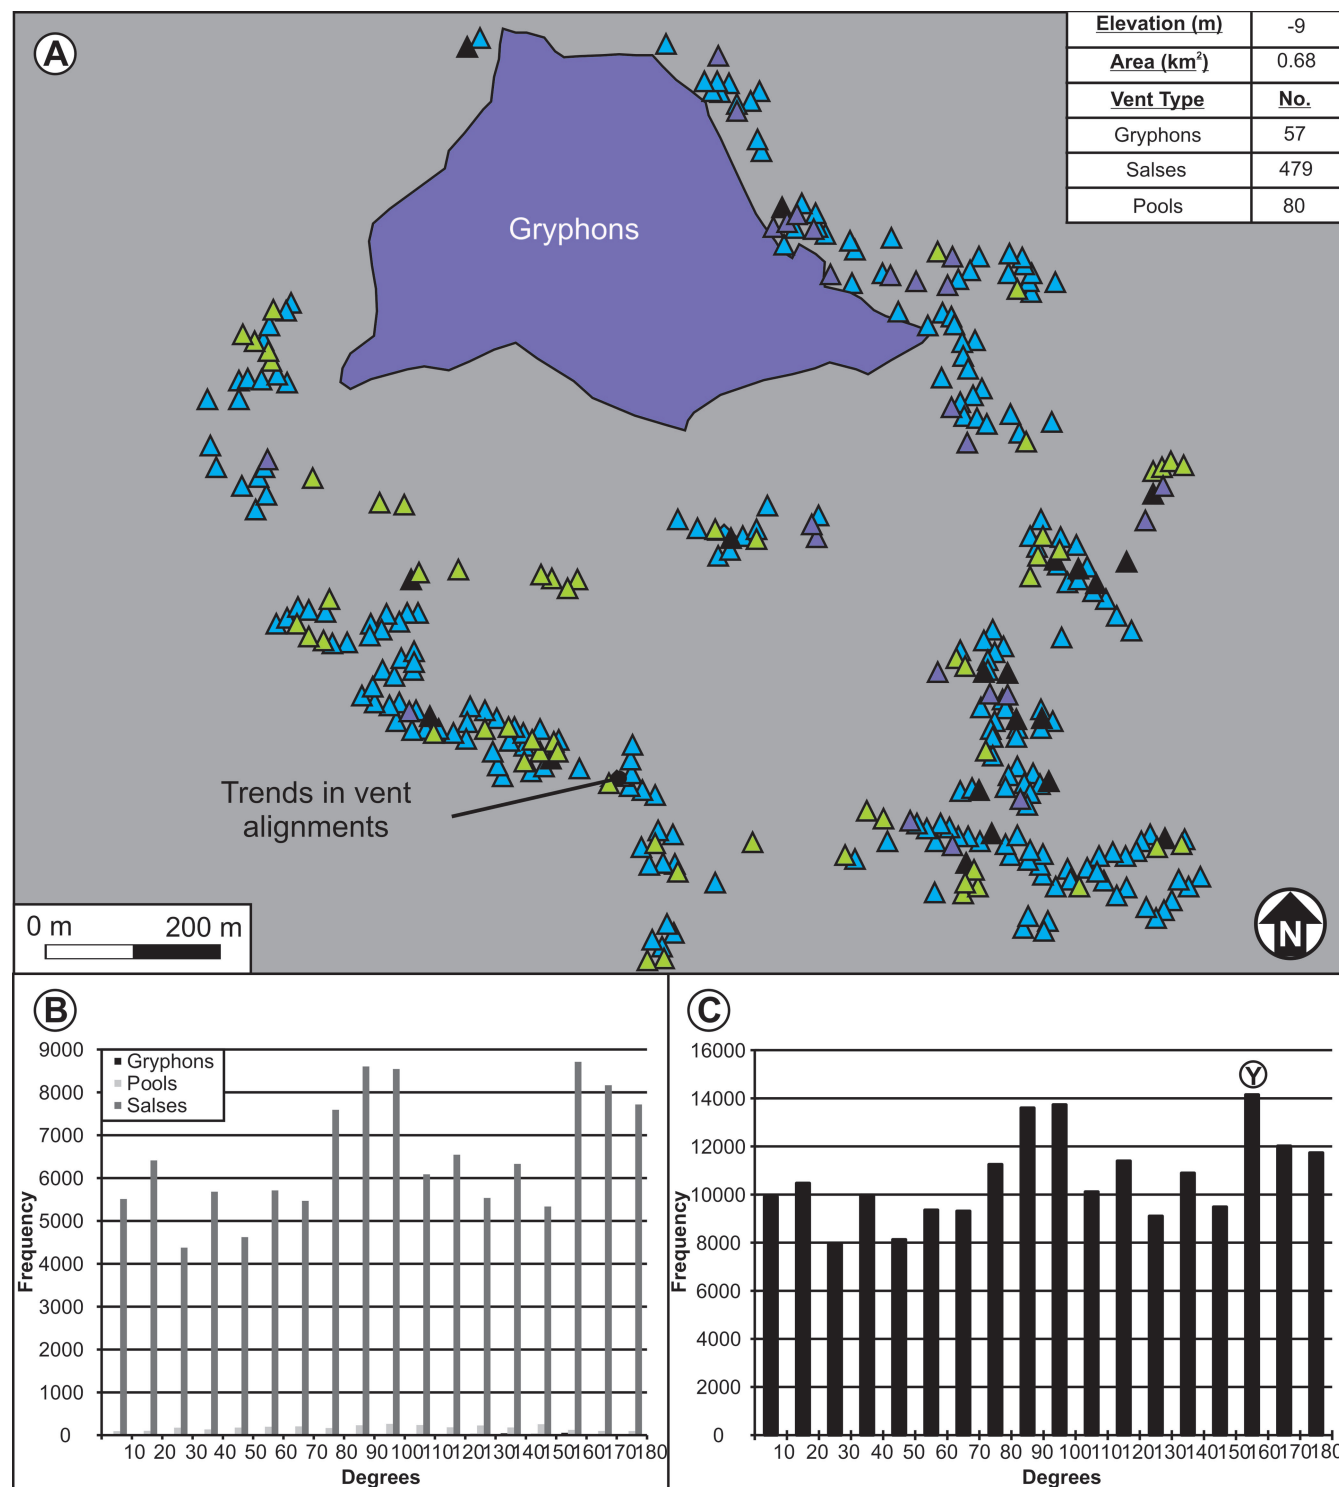 A
Elevation (m) -9
Area (km²) 0.68
Vent Type No.
Gryphons 57
Salses 479
Pools 80
Gryphons
Trends in vent
alignments
0 m 200 m
N
B
9000
8000
7000
6000
5000
4000
3000
2000
1000
0
Frequency
Gryphons
Pools
Salses
10 20 30 40 50 60 70 80 90 100 110 120 130 140 150 160 170 180
Degrees
C
16000
14000
12000
10000
8000
6000
4000
2000
0
Frequency
Y
10 20 30 40 50 60 70 80 90 100 110 120 130 140 150 160 170 180
Degrees